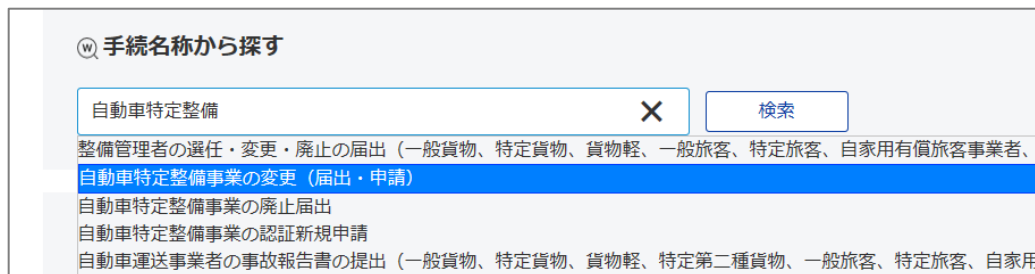 手続名称から探す
自動車特定整備 検索
整備管理者の選任・変更・廃止の届出（一般貨物、特定貨物、貨物軽、一般旅客、特定旅客、自家用有償旅客事業者、
自動車特定整備事業の変更（届出・申請）
自動車特定整備事業の廃止届出
自動車特定整備事業の認証新規申請
自動車運送事業者の事故報告書の提出（一般貨物、特定貨物、貨物軽、特定第二種貨物、一般旅客、特定旅客、自家用